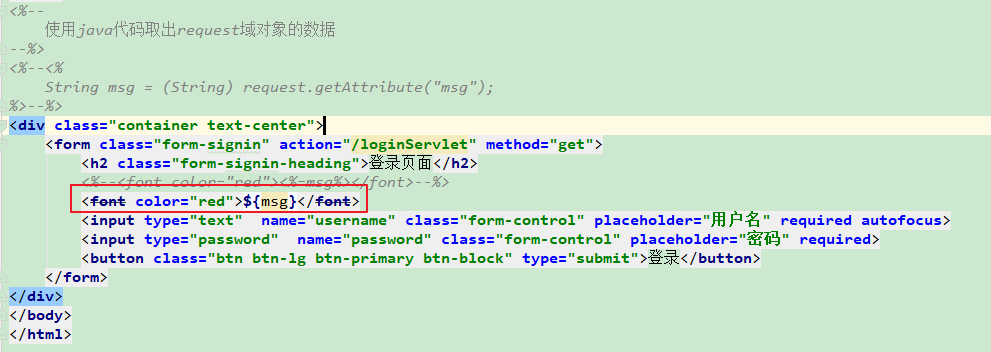 <%--
    使用java代码取出request域对象的数据
--%>
<%--<%
    String msg = (String) request.getAttribute("msg");
%>--%>
<div class="container text-center">
    <form class="form-signin" action="/loginServlet" method="get">
        <h2 class="form-signin-heading">登录页面</h2>
        <%--<font color="red"><%=msg%></font>--%>
        <font color="red">${msg}</font>
        <input type="text"  name="username" class="form-control" placeholder="用户名" required autofocus>
        <input type="password"  name="password" class="form-control" placeholder="密码" required>
        <button class="btn btn-lg btn-primary btn-block" type="submit">登录</button>
    </form>
</div>
</body>
</html>